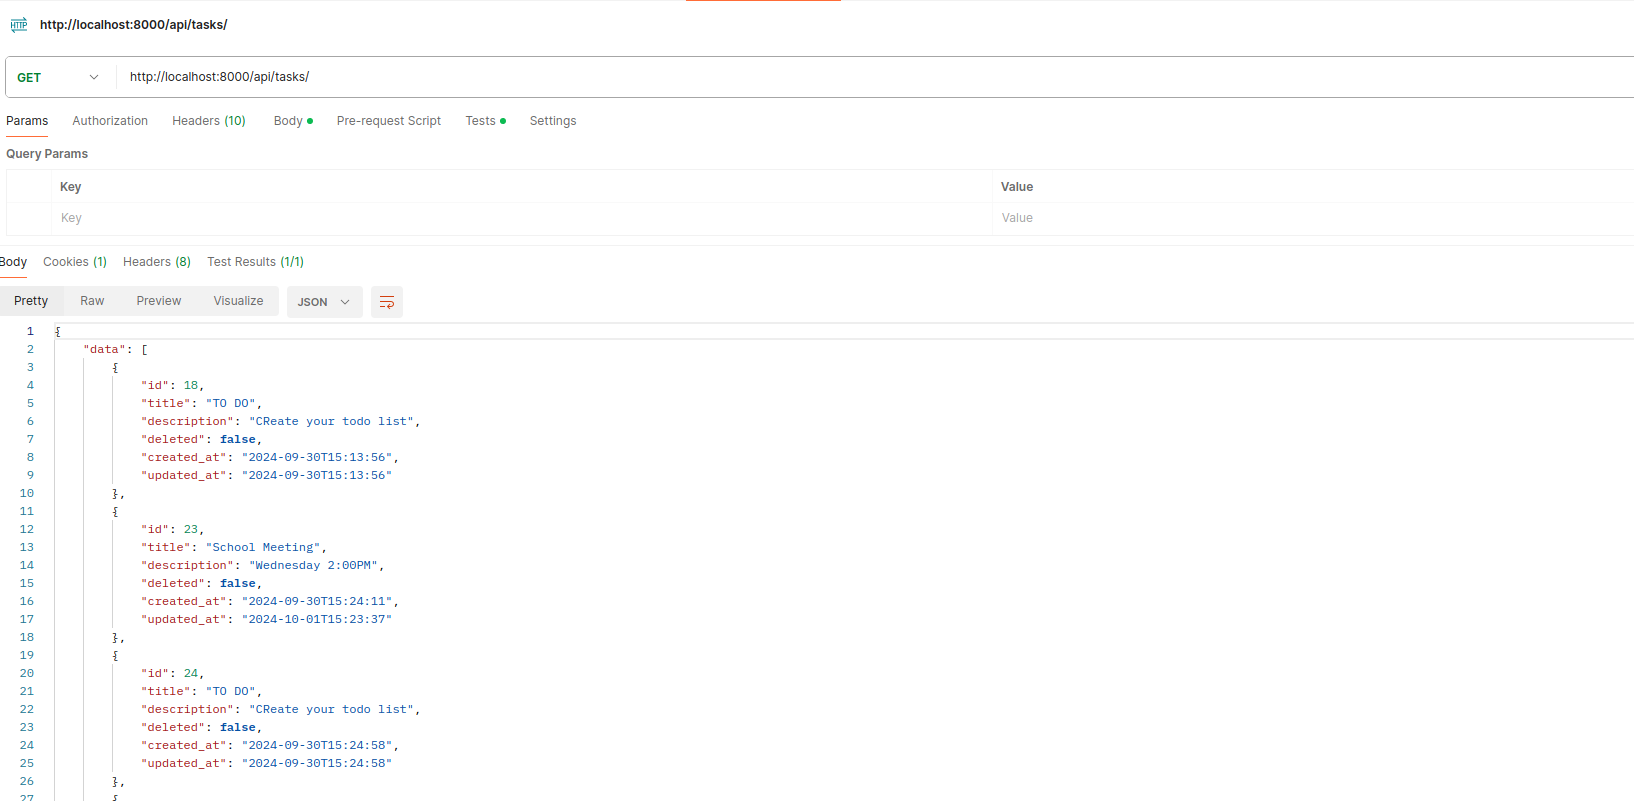 HTTP http://localhost:8000/api/tasks/
GET http://localhost:8000/api/tasks/
Params Authorization Headers (10) Body Pre-request Script Tests Settings
Query Params
Key Value
Key Value
Body Cookies (1) Headers (8) Test Results (1/1)
Pretty Raw Preview Visualize JSON
1 {
2 "data": [
3 {
4 "id": 18,
5 "title": "TO DO",
6 "description": "CReate your todo list",
7 "deleted": false,
8 "created_at": "2024-09-30T15:13:56",
9 "updated_at": "2024-09-30T15:13:56"
10 },
11 {
12 "id": 23,
13 "title": "School Meeting",
14 "description": "Wednesday 2:00PM",
15 "deleted": false,
16 "created_at": "2024-09-30T15:24:11",
17 "updated_at": "2024-10-01T15:23:37"
18 },
19 {
20 "id": 24,
21 "title": "TO DO",
22 "description": "CReate your todo list",
23 "deleted": false,
24 "created_at": "2024-09-30T15:24:58",
25 "updated_at": "2024-09-30T15:24:58"
26 },
27 {